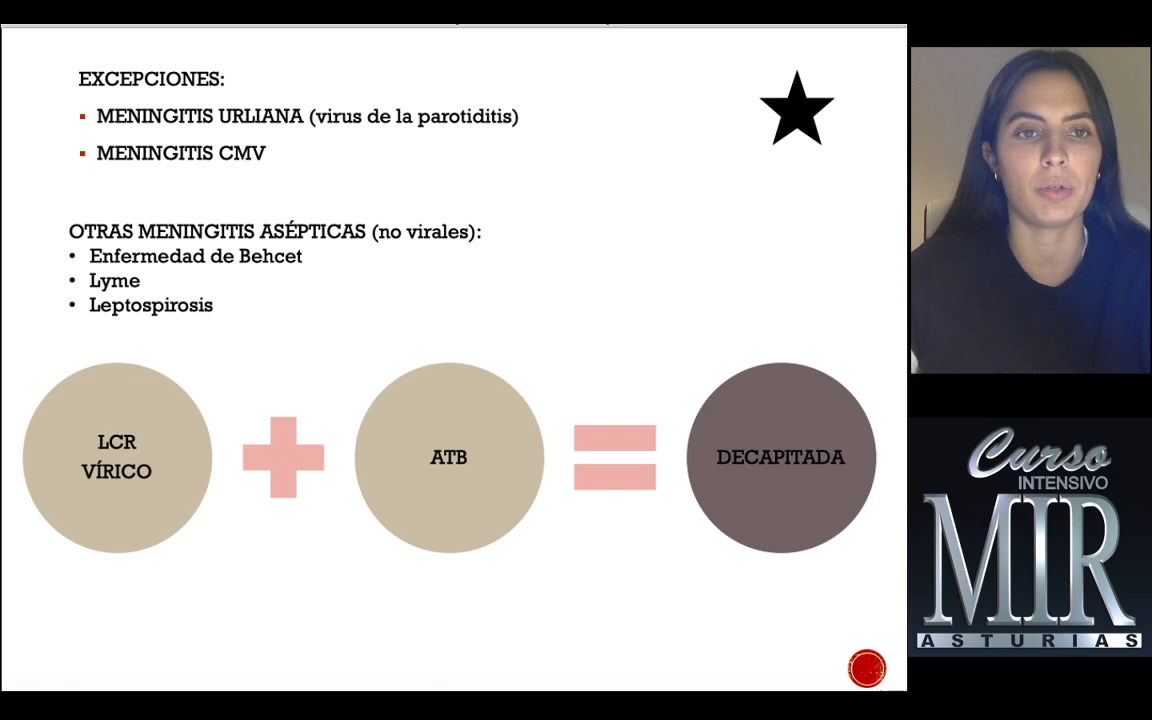 EXCEPCIONES:
MENINGITIS URLIANA (virus de la parotiditis)
MENINGITIS CMV
OTRAS MENINGITIS ASÉPTICAS (no virales):
Enfermedad de Behcet
Lyme
Leptospirosis
LCR
VÍRICO
ATB
DECAPITADA
Curso
INTENSIVO
MIR
ASTURIAS